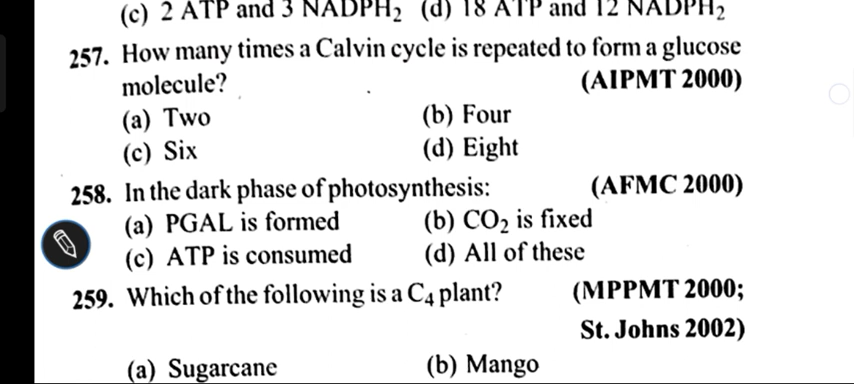 (c) 2 ATP and 3 NADPH₂ (d) 18 ATP and 12 NADPH₂
257. How many times a Calvin cycle is repeated to form a glucose
molecule? (AIPMT 2000)
(a) Two (b) Four
(c) Six (d) Eight
258. In the dark phase of photosynthesis: (AFMC 2000)
(a) PGAL is formed (b) CO₂ is fixed
(c) ATP is consumed (d) All of these
259. Which of the following is a C₄ plant? (MPPMT 2000;
St. Johns 2002)
(a) Sugarcane (b) Mango